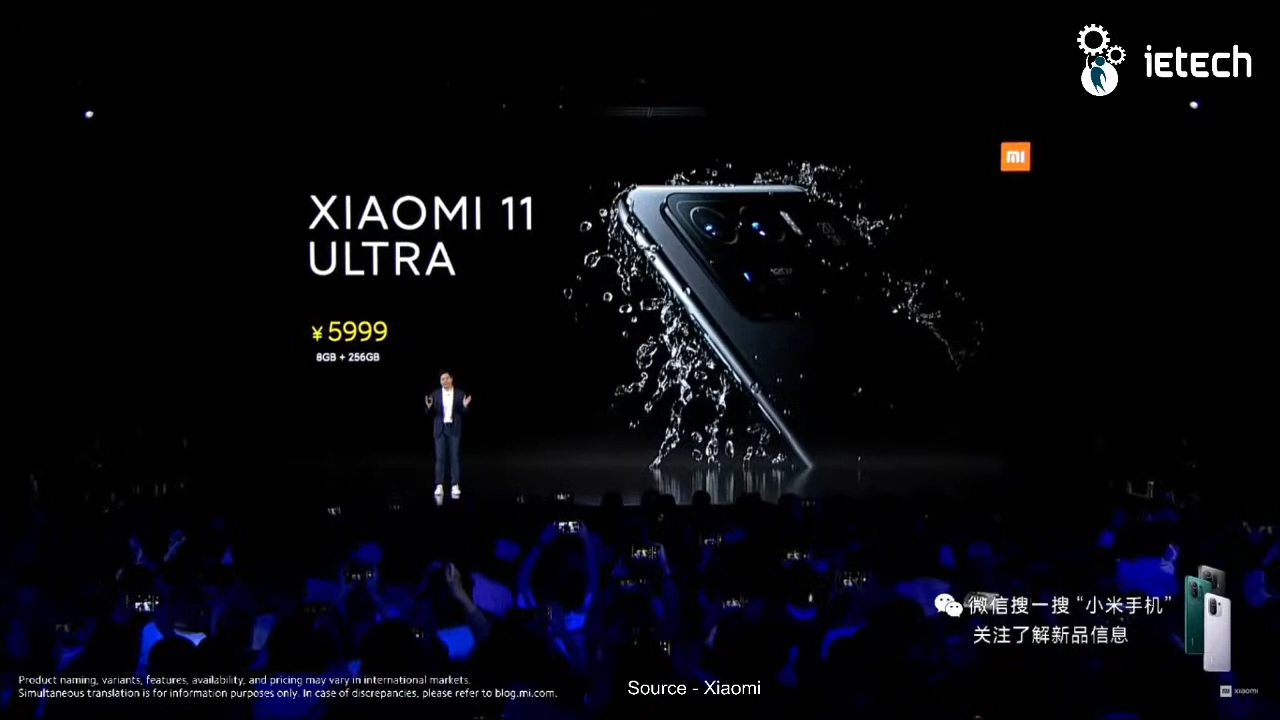 ietech
mi
XIAOMI 11
ULTRA
¥5999
8GB + 256GB
微信搜一搜 “小米手机”
关注了解新品信息
Product naming, variants, features, availability, and pricing may vary in international markets.
Simultaneous translation is for information purposes only. In case of discrepancies, please refer to blog.mi.com.
Source - Xiaomi
mi xiaomi